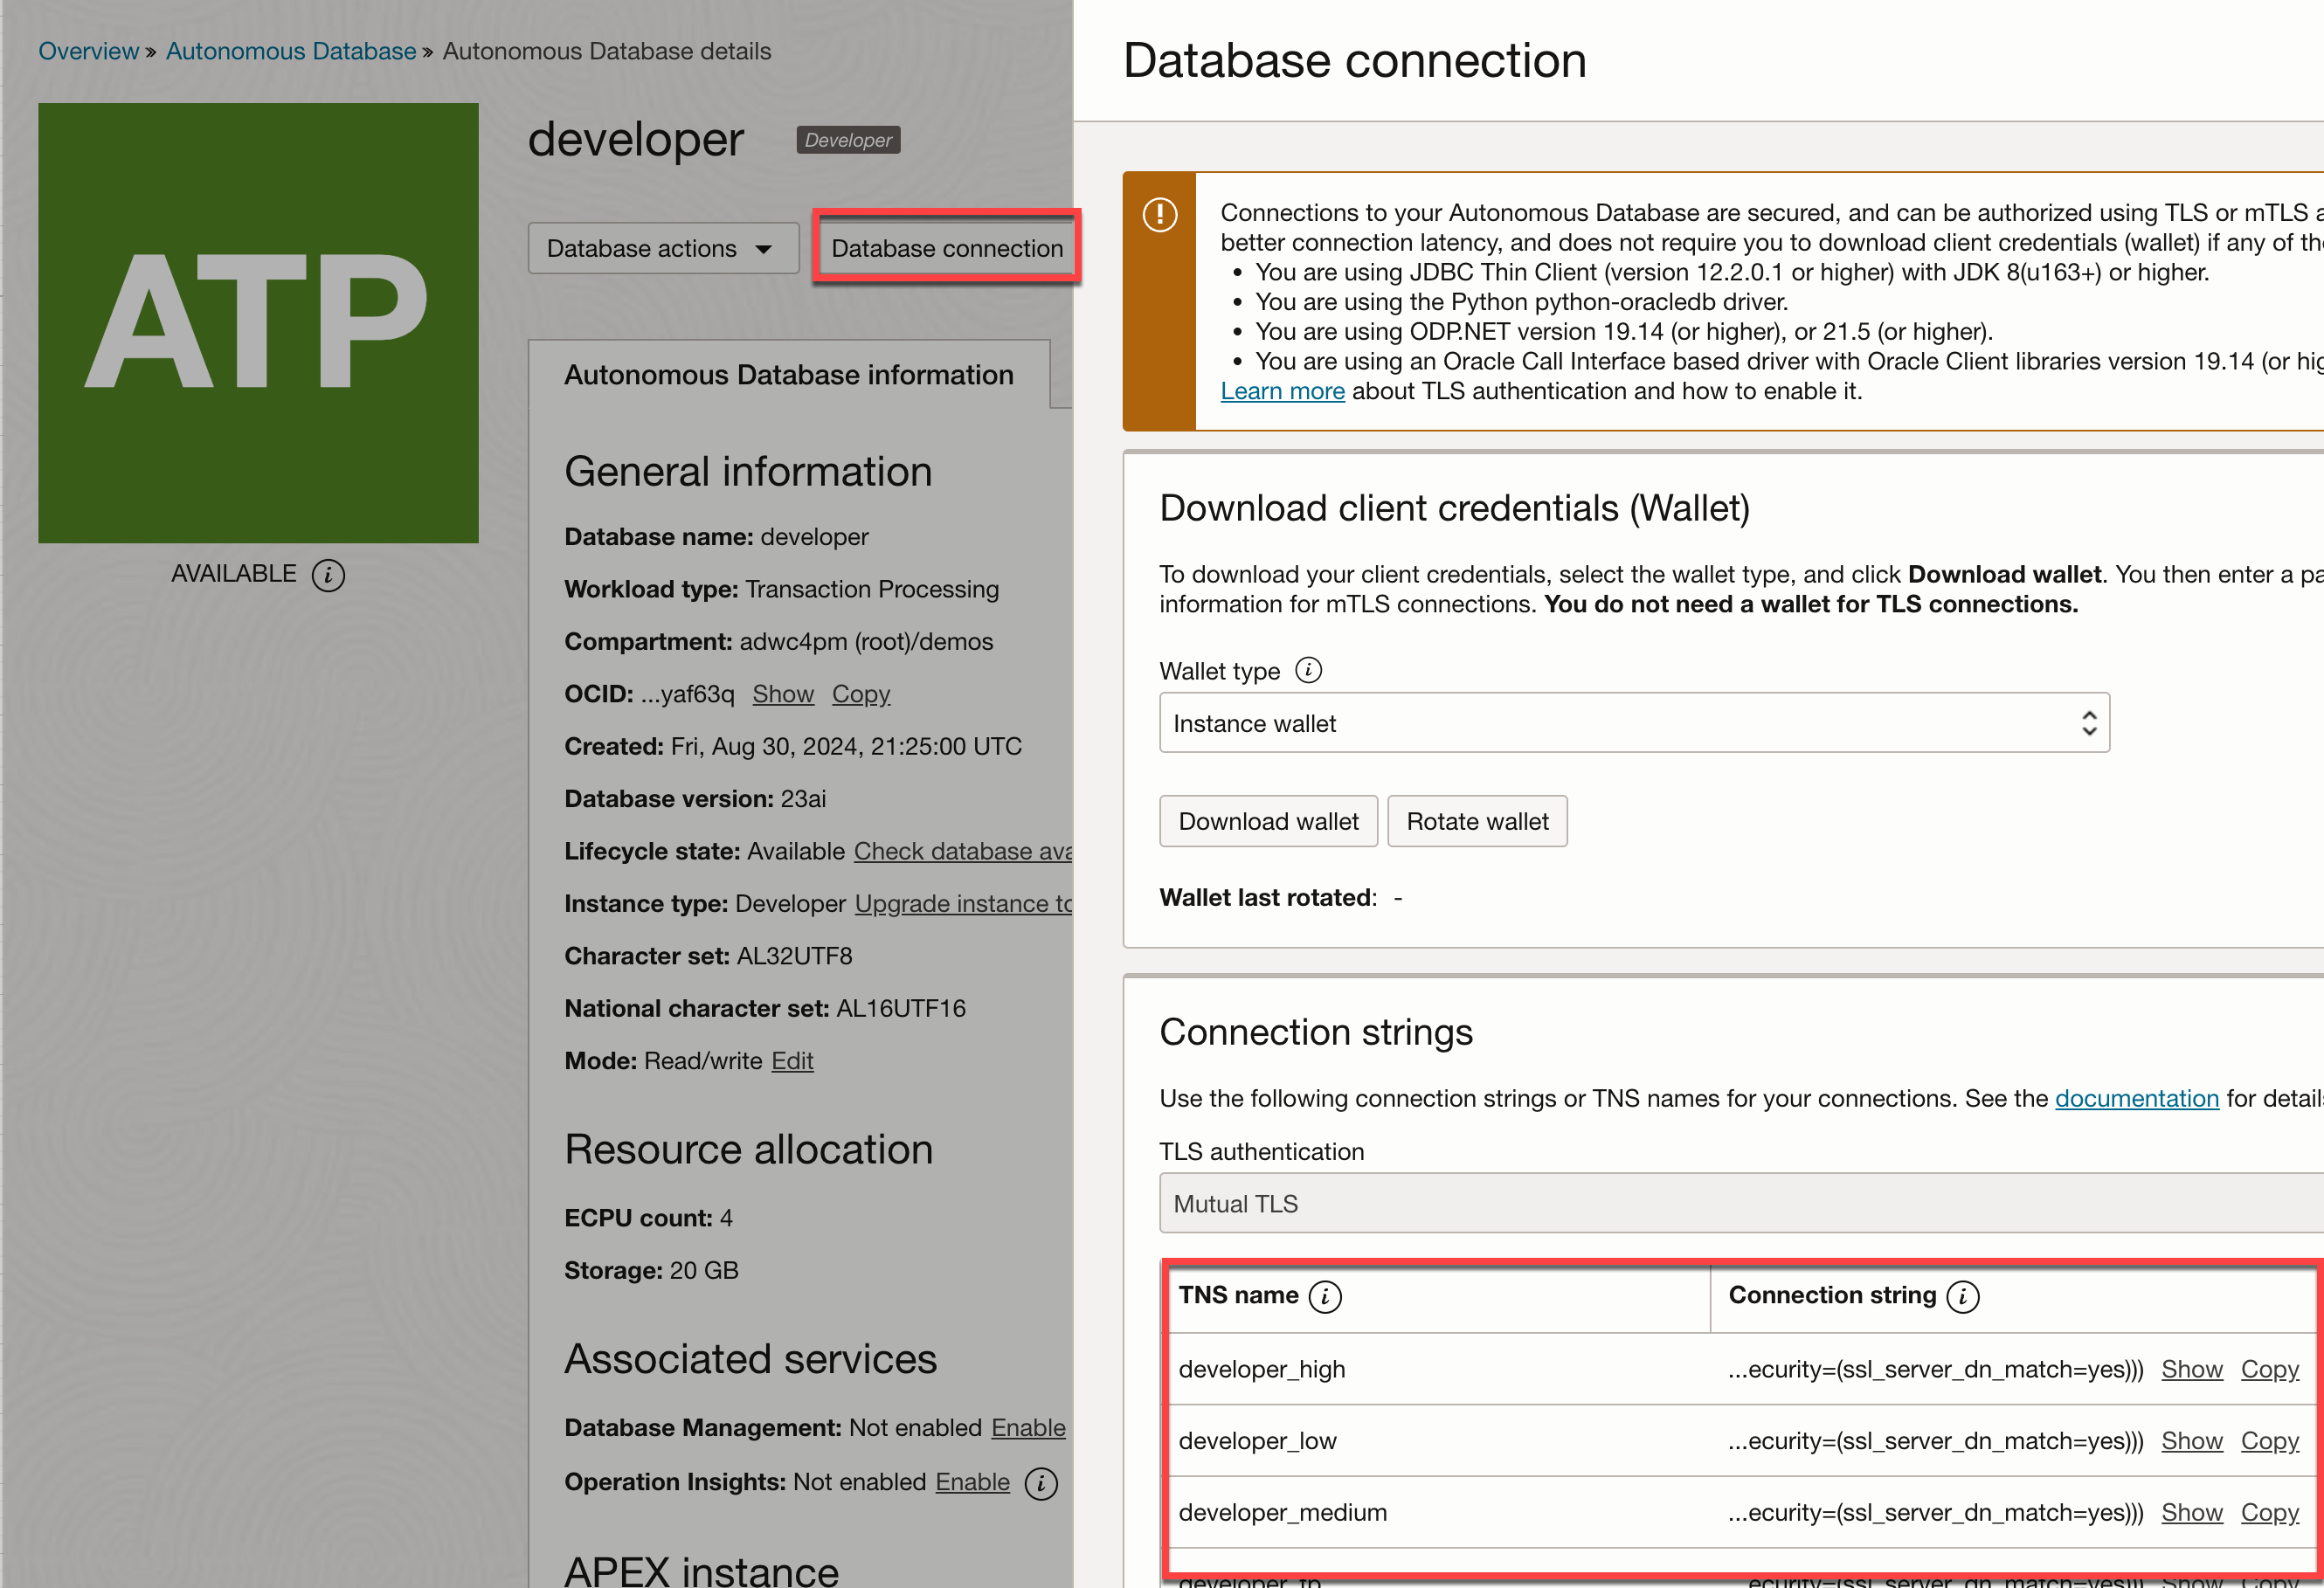 Overview » Autonomous Database » Autonomous Database details
ATP
AVAILABLE
developer
Developer
Database actions
Database connection
Autonomous Database information
General information
Database name: developer
Workload type: Transaction Processing
Compartment: adwc4pm (root)/demos
OCID: ...yaf63q Show Copy
Created: Fri, Aug 30, 2024, 21:25:00 UTC
Database version: 23ai
Lifecycle state: Available Check database
Instance type: Developer Upgrade instance
Character set: AL32UTF8
National character set: AL16UTF16
Mode: Read/write Edit
Resource allocation
ECPU count: 4
Storage: 20 GB
Associated services
Database Management: Not enabled Enable
Operation Insights: Not enabled Enable
APEX instance
Database connection
Connections to your Autonomous Database are secured, and can be authorized using TLS or mTLS
better connection latency, and does not require you to download client credentials (wallet) if any of
• You are using JDBC Thin Client (version 12.2.0.1 or higher) with JDK 8(u163+) or higher.
• You are using the Python python-oracledb driver.
• You are using ODP.NET version 19.14 (or higher), or 21.5 (or higher).
• You are using an Oracle Call Interface based driver with Oracle Client libraries version 19.14 (or
Learn more about TLS authentication and how to enable it.
Download client credentials (Wallet)
To download your client credentials, select the wallet type, and click Download wallet. You then enter a
information for mTLS connections. You do not need a wallet for TLS connections.
Wallet type
Instance wallet
Download wallet
Rotate wallet
Wallet last rotated: -
Connection strings
Use the following connection strings or TNS names for your connections. See the documentation for
TLS authentication
Mutual TLS
TNS name
Connection string
developer_high ...ecurity=(ssl_server_dn_match=yes))) Show Copy
developer_low ...ecurity=(ssl_server_dn_match=yes))) Show Copy
developer_medium ...ecurity=(ssl_server_dn_match=yes))) Show Copy